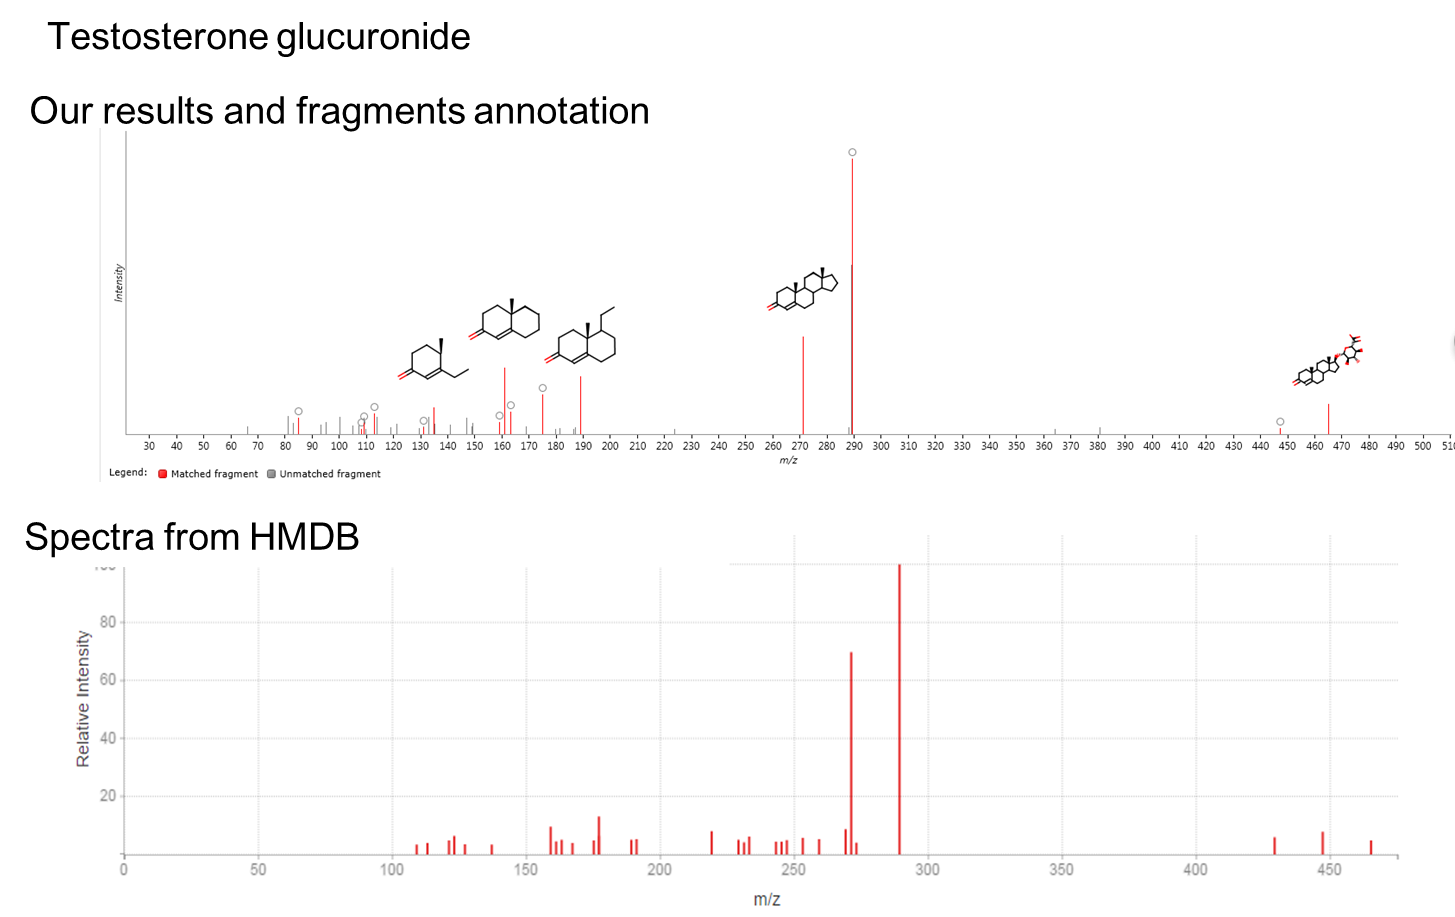 Testosterone glucuronide
Our results and fragments annotation
Intensity
30 40 50 60 70 80 90 100 110 120 130 140 150 160 170 180 190 200 210 220 230 240 250 260 270 280 290 300 310 320 330 340 350 360 370 380 390 400 410 420 430 440 450 460 470 480 490 500
m/z
Legend: Matched fragment Unmatched fragment
Spectra from HMDB
80
60
40
20
Relative Intensity
0 50 100 150 200 250 300 350 400 450
m/z